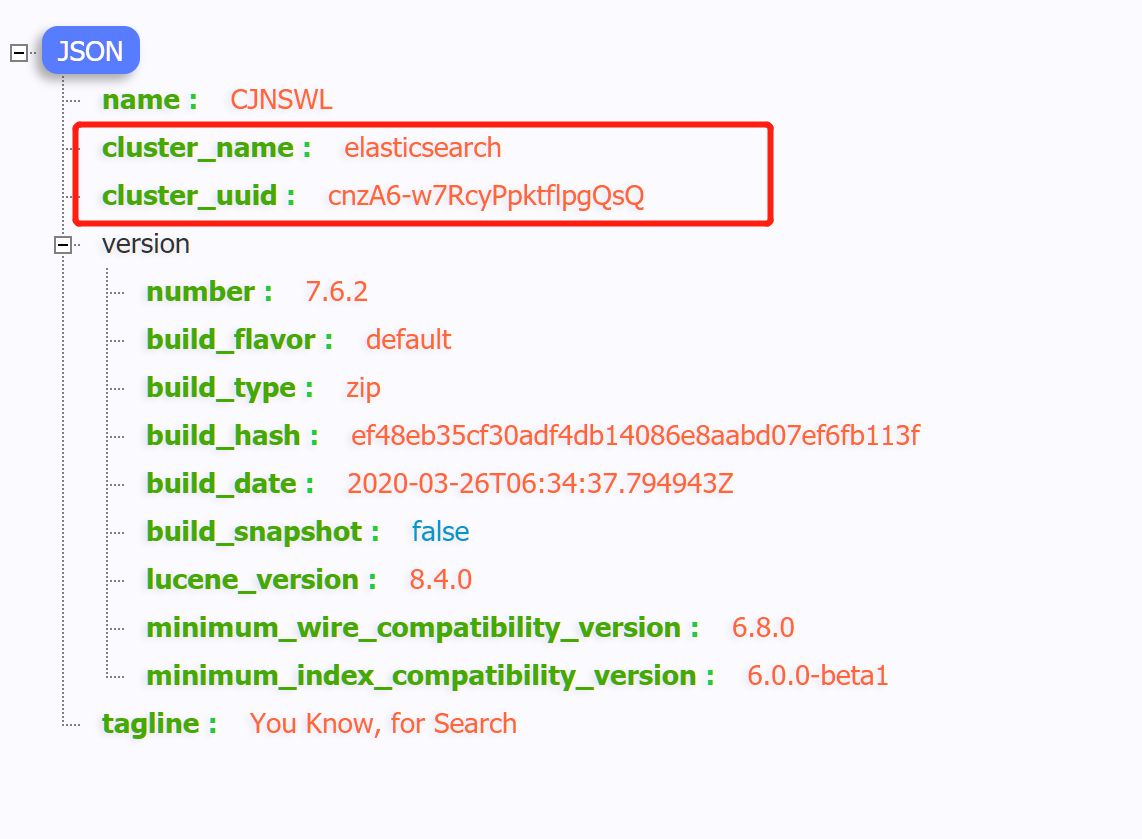 JSON
name : CJNSWL
cluster_name : elasticsearch
cluster_uuid : cnzA6-w7RcyPpktflpgQsQ
version
number : 7.6.2
build_flavor : default
build_type : zip
build_hash : ef48eb35cf30adf4db14086e8aabd07ef6fb113f
build_date : 2020-03-26T06:34:37.794943Z
build_snapshot : false
lucene_version : 8.4.0
minimum_wire_compatibility_version : 6.8.0
minimum_index_compatibility_version : 6.0.0-beta1
tagline : You Know, for Search